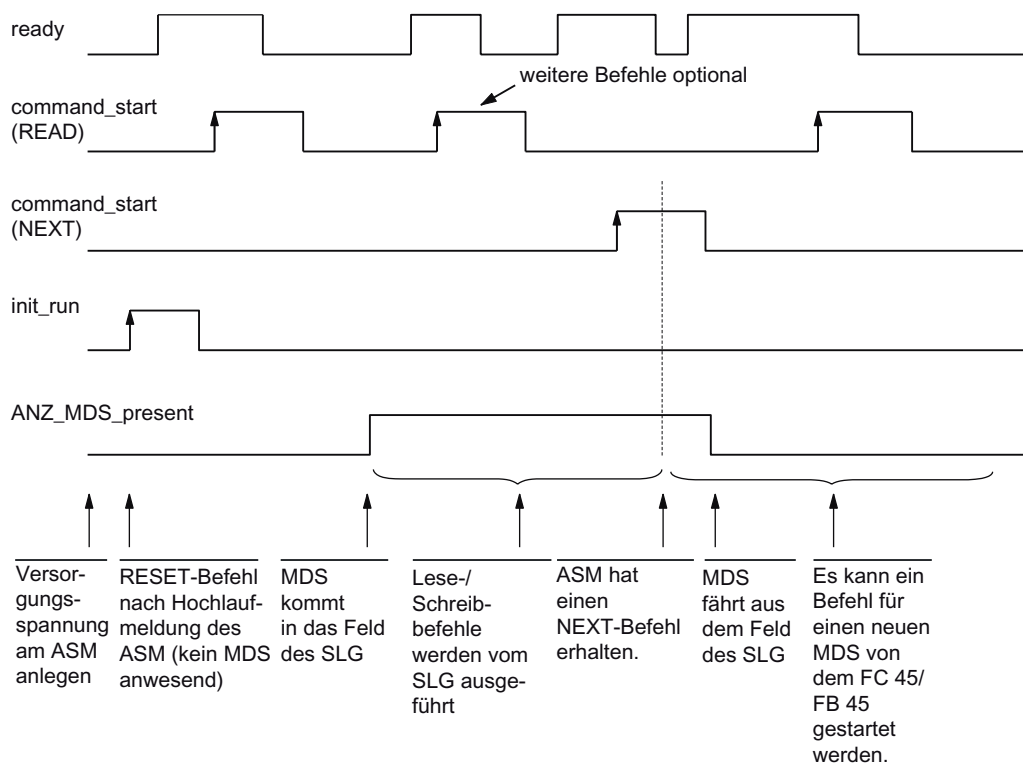 ready
weitere Befehle optional
command_start
(READ)
command_start
(NEXT)
init_run
ANZ_MDS_present
Versor-
gungs-
spannung
am ASM
anlegen
RESET-Befehl
nach Hochlauf-
meldung des
ASM (kein MDS
anwesend)
MDS
kommt
in das Feld
des SLG
Lese-/
Schreib-
befehle
werden vom
SLG ausge-
führt
ASM hat
einen
NEXT-Befehl
erhalten.
MDS
fährt aus
dem Feld
des SLG
Es kann ein
Befehl für
einen neuen
MDS von
dem FC 45/
FB 45
gestartet
werden.